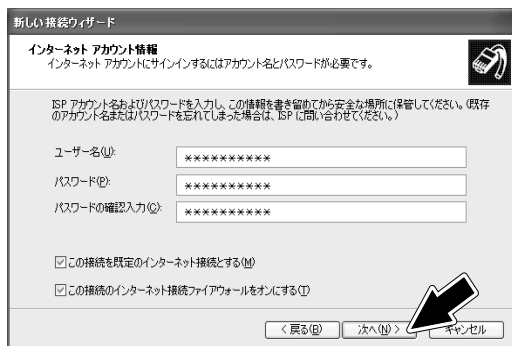 新しい接続ウィザード
インターネット アカウント情報
インターネット アカウントにサインインするにはアカウント名とパスワードが必要です。
ISP アカウント名およびパスワードを入力し、この情報を書き留めてから安全な場所に保管してください。(既存
のアカウント名またはパスワードを忘れてしまった場合は、ISP に問い合わせてください。)
ユーザー名(U):
**********
パスワード(P):
**********
パスワードの確認入力(C):
**********
この接続を既定のインターネット接続とする(M)
この接続のインターネット接続ファイアウォールをオンにする(T)
< 戻る(B) 次へ(N) > キャンセル